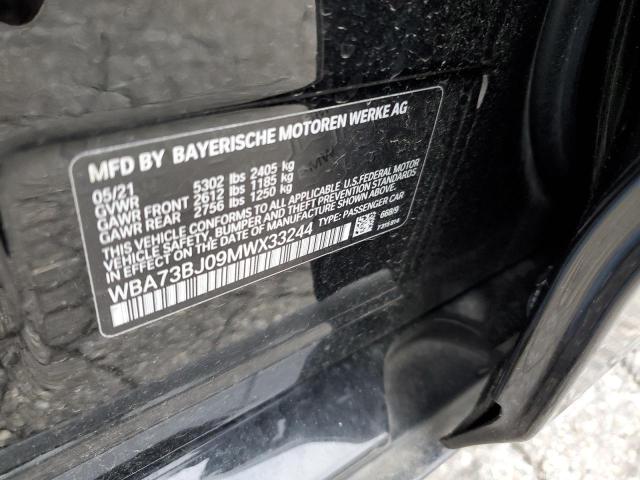 MFD BY BAYERISCHE MOTOREN WERKE AG
05/21
GVWR 5302 lbs 2405 kg
GAWR FRONT 2612 lbs 1185 kg
GAWR REAR 2756 lbs 1250 kg
THIS VEHICLE CONFORMS TO ALL APPLICABLE U.S.FEDERAL MOTOR
VEHICLE SAFETY, BUMPER, AND THEFT PREVENTION
STANDARDS IN EFFECT ON THE DATE OF MANUFACTURE SHOWN ABOVE.
WBA73BJ09MWX33244 TYPE: PASSENGER CAR
668/9